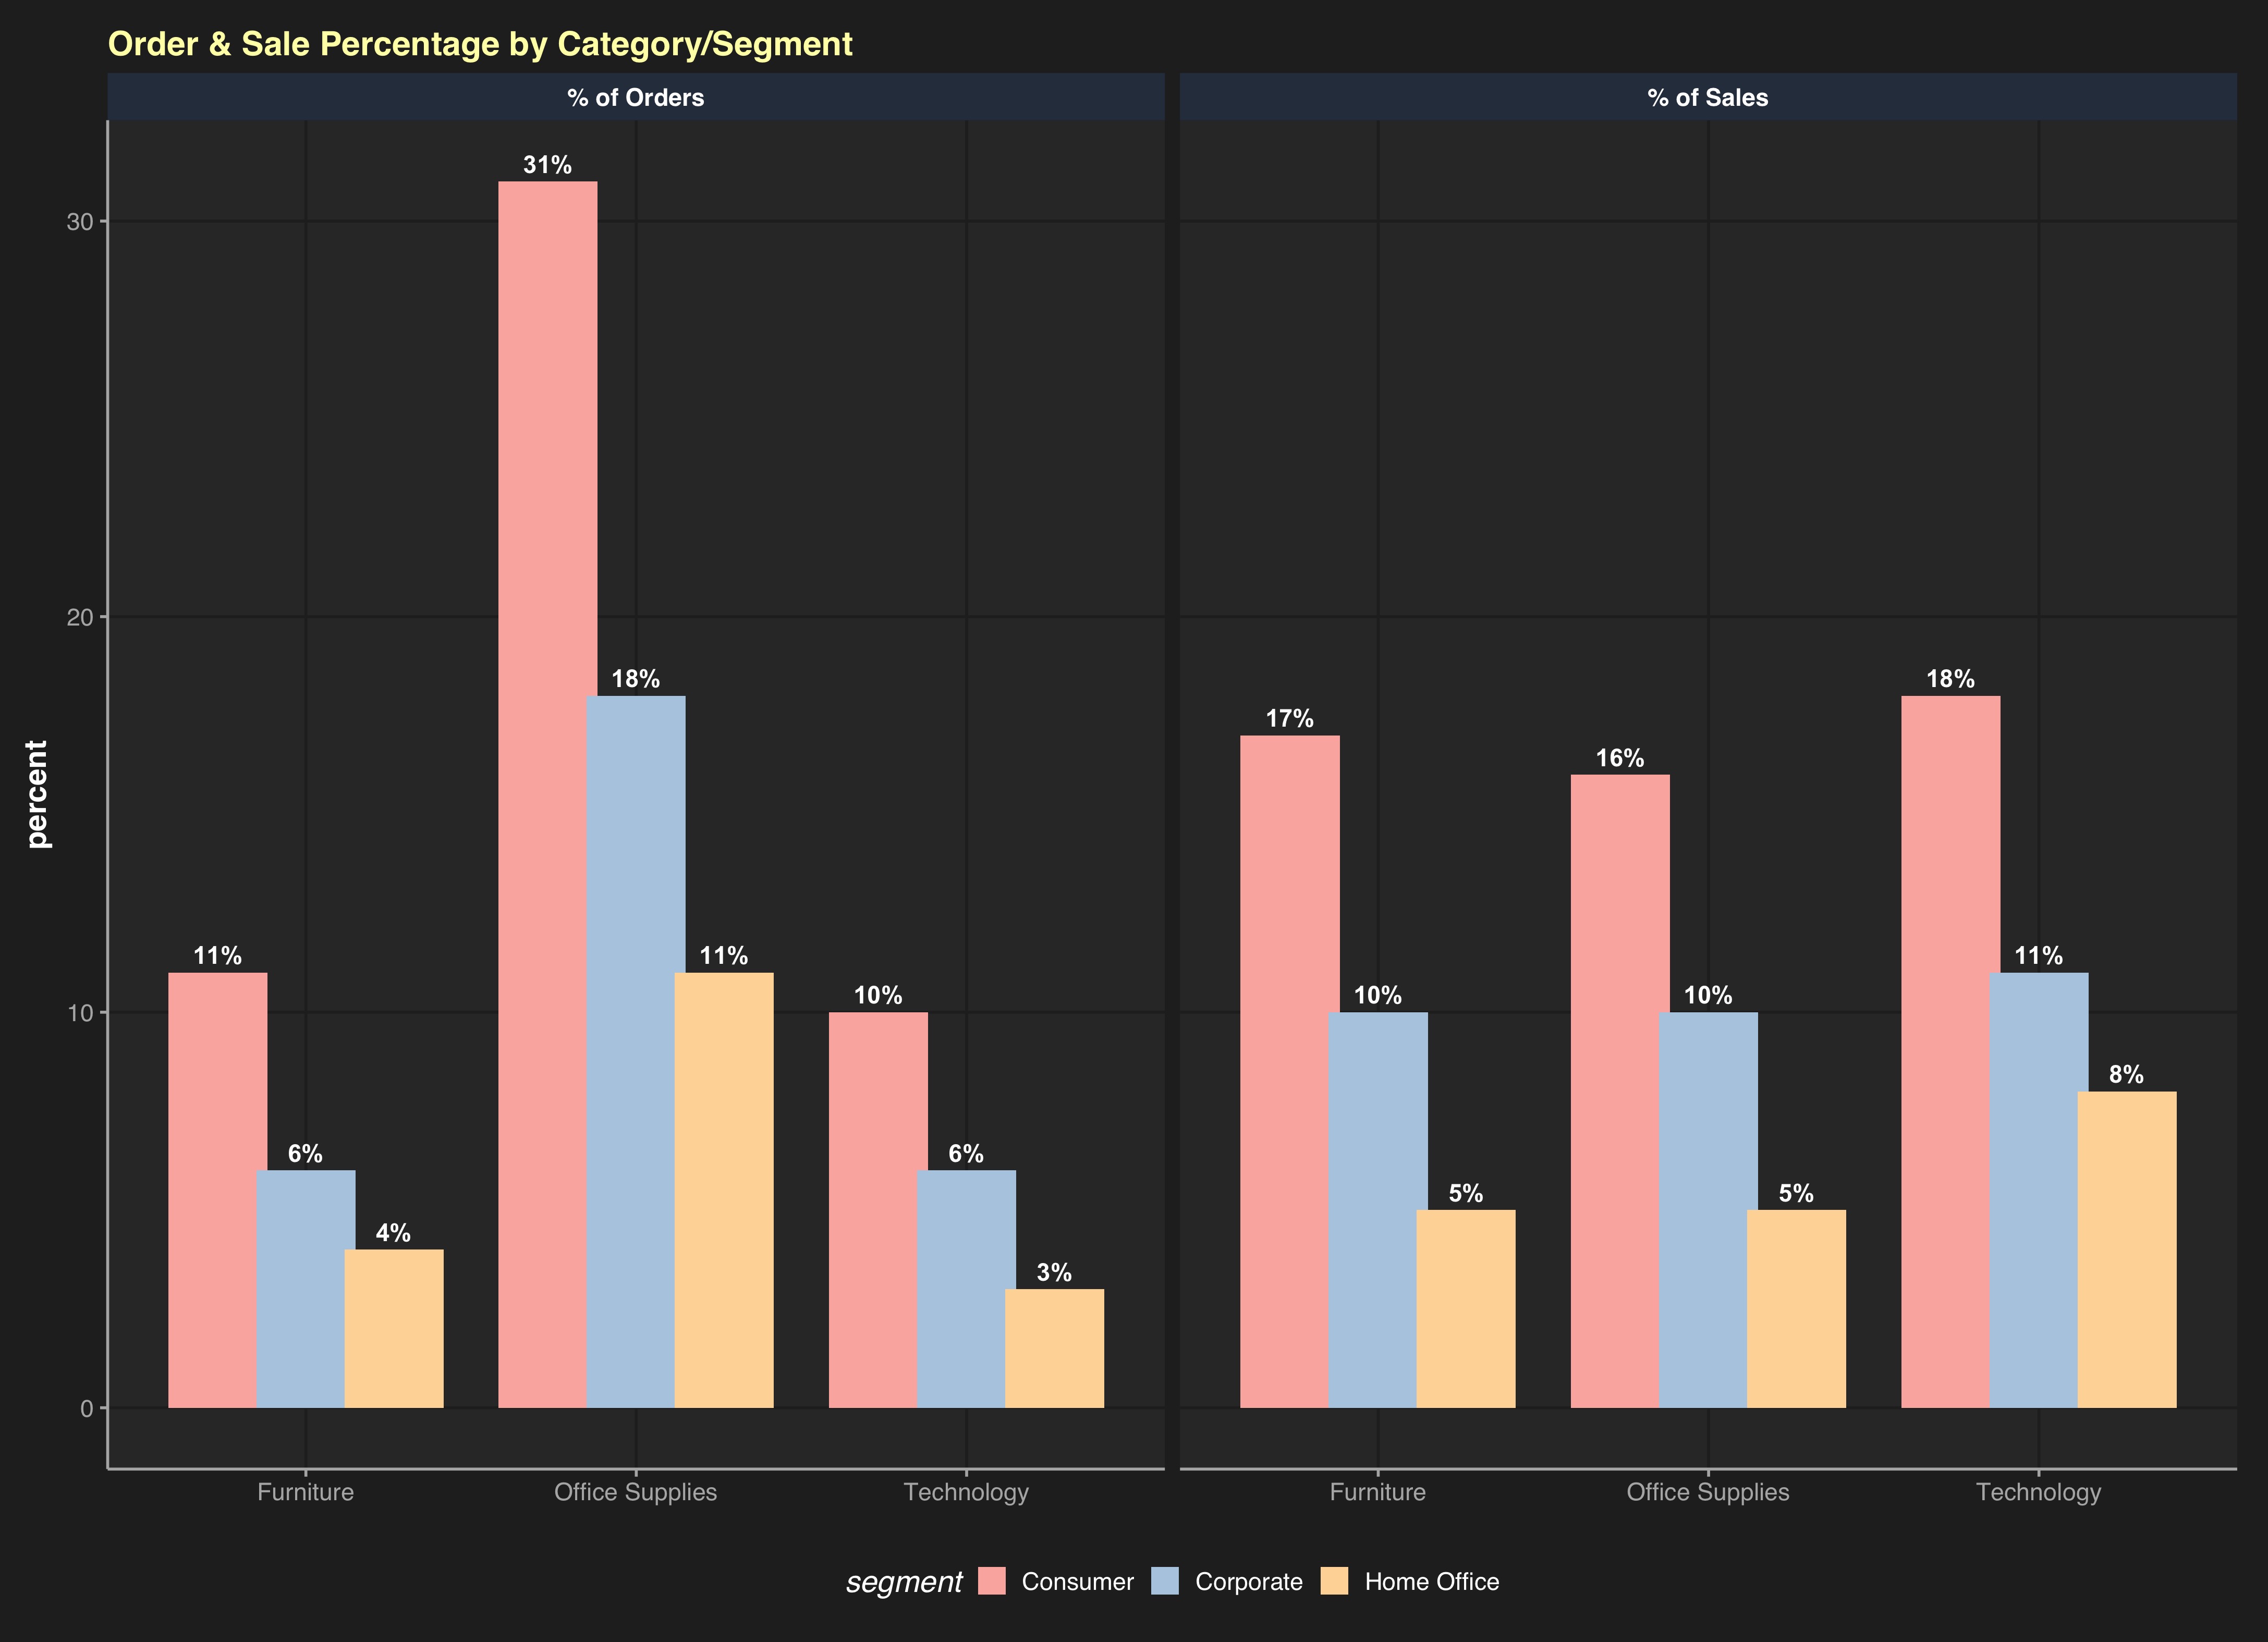 Order & Sale Percentage by Category/Segment
% of Orders
% of Sales
percent
30
20
10
0
31%
18%
11%
11%
6%
4%
10%
6%
3%
17%
10%
5%
16%
10%
5%
18%
11%
8%
Furniture
Office Supplies
Technology
Furniture
Office Supplies
Technology
segment
Consumer
Corporate
Home Office